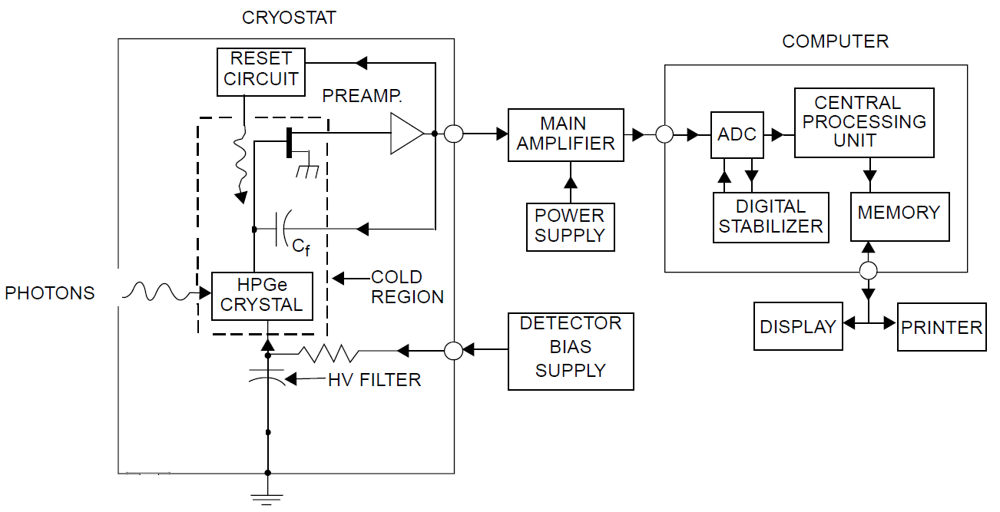 CRYOSTAT
RESET
CIRCUIT
PREAMP.
Cf
HPGe
CRYSTAL
PHOTONS
COLD
REGION
HV FILTER
MAIN
AMPLIFIER
POWER
SUPPLY
DETECTOR
BIAS
SUPPLY
COMPUTER
ADC
CENTRAL
PROCESSING
UNIT
DIGITAL
STABILIZER
MEMORY
DISPLAY
PRINTER